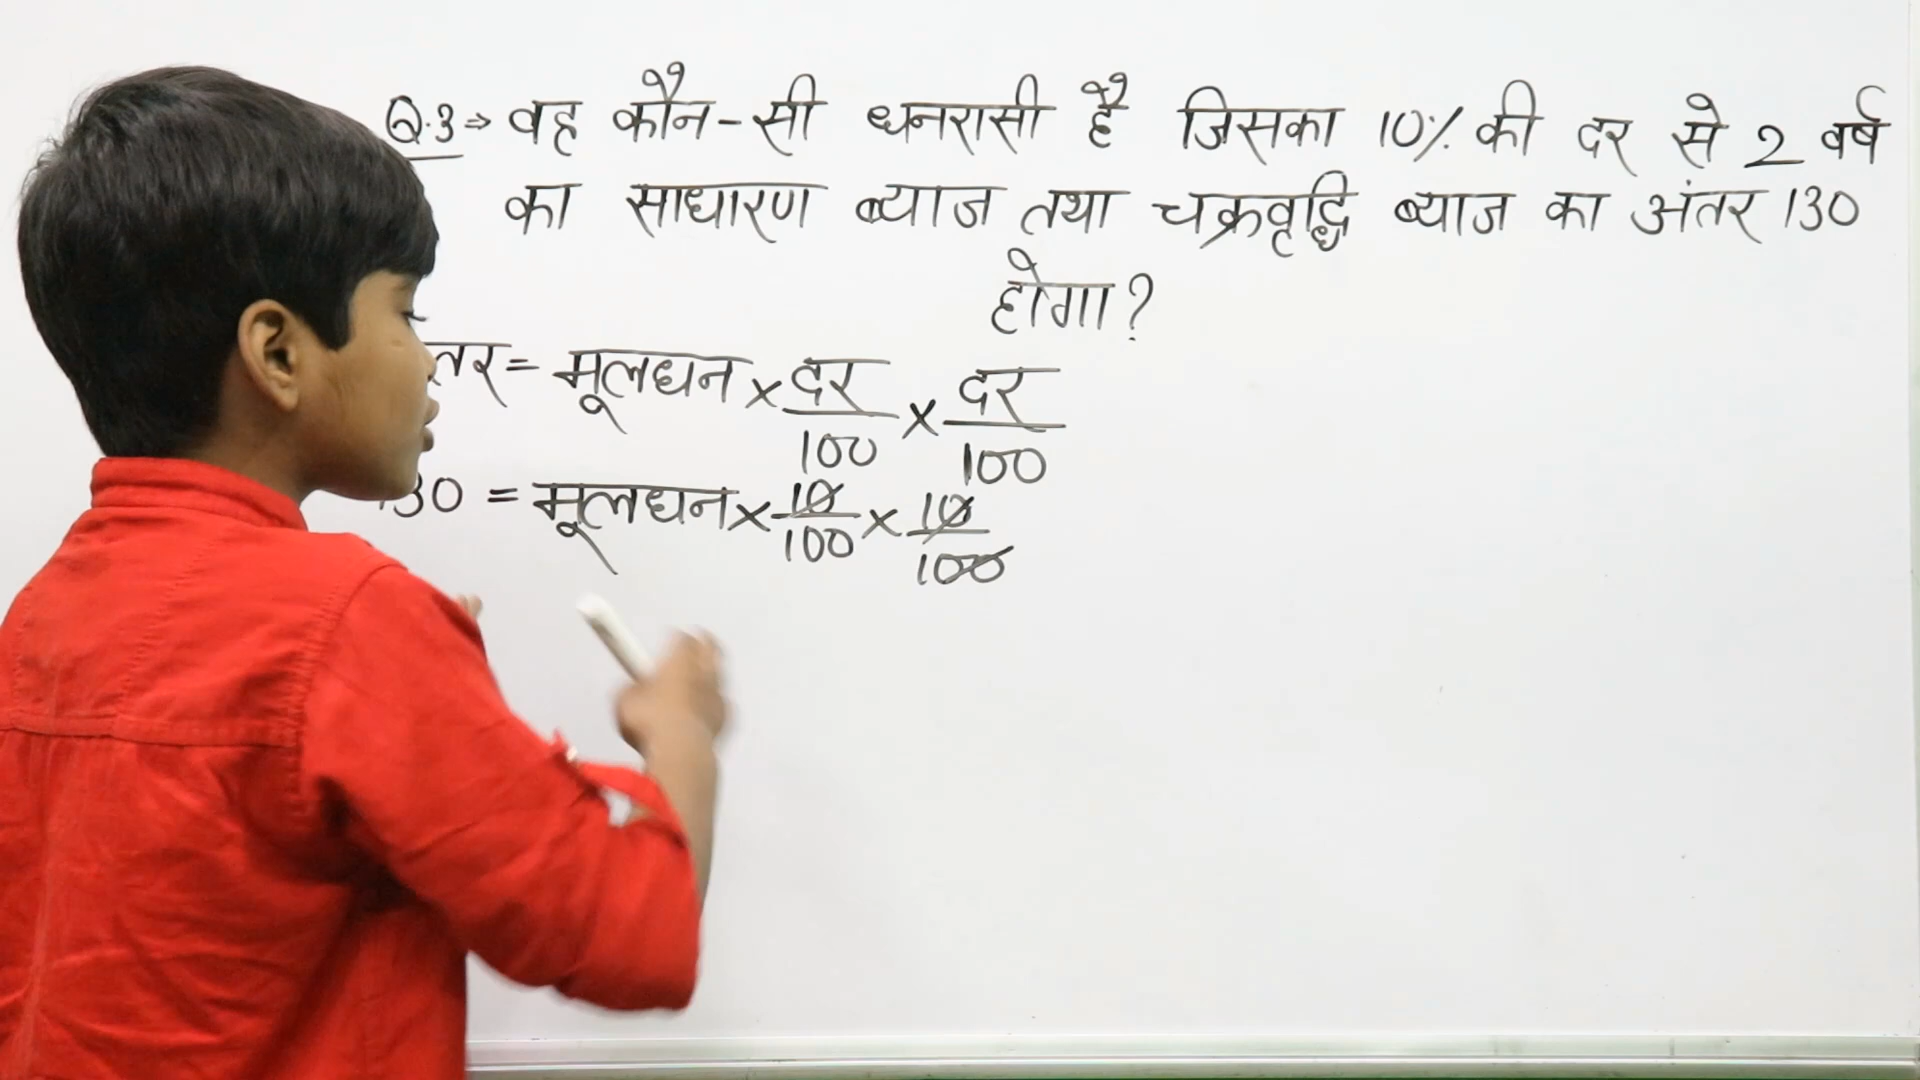 Q.3⇒ वह कौन-सी धनरासी है जिसका 10% की दर से 2 वर्ष
का साधारण ब्याज तथा चक्रवृद्धि ब्याज का अंतर 130
होगा?
तर = मूलधन × दर/100 × दर/100
130 = मूलधन × 10/100 × 10/100